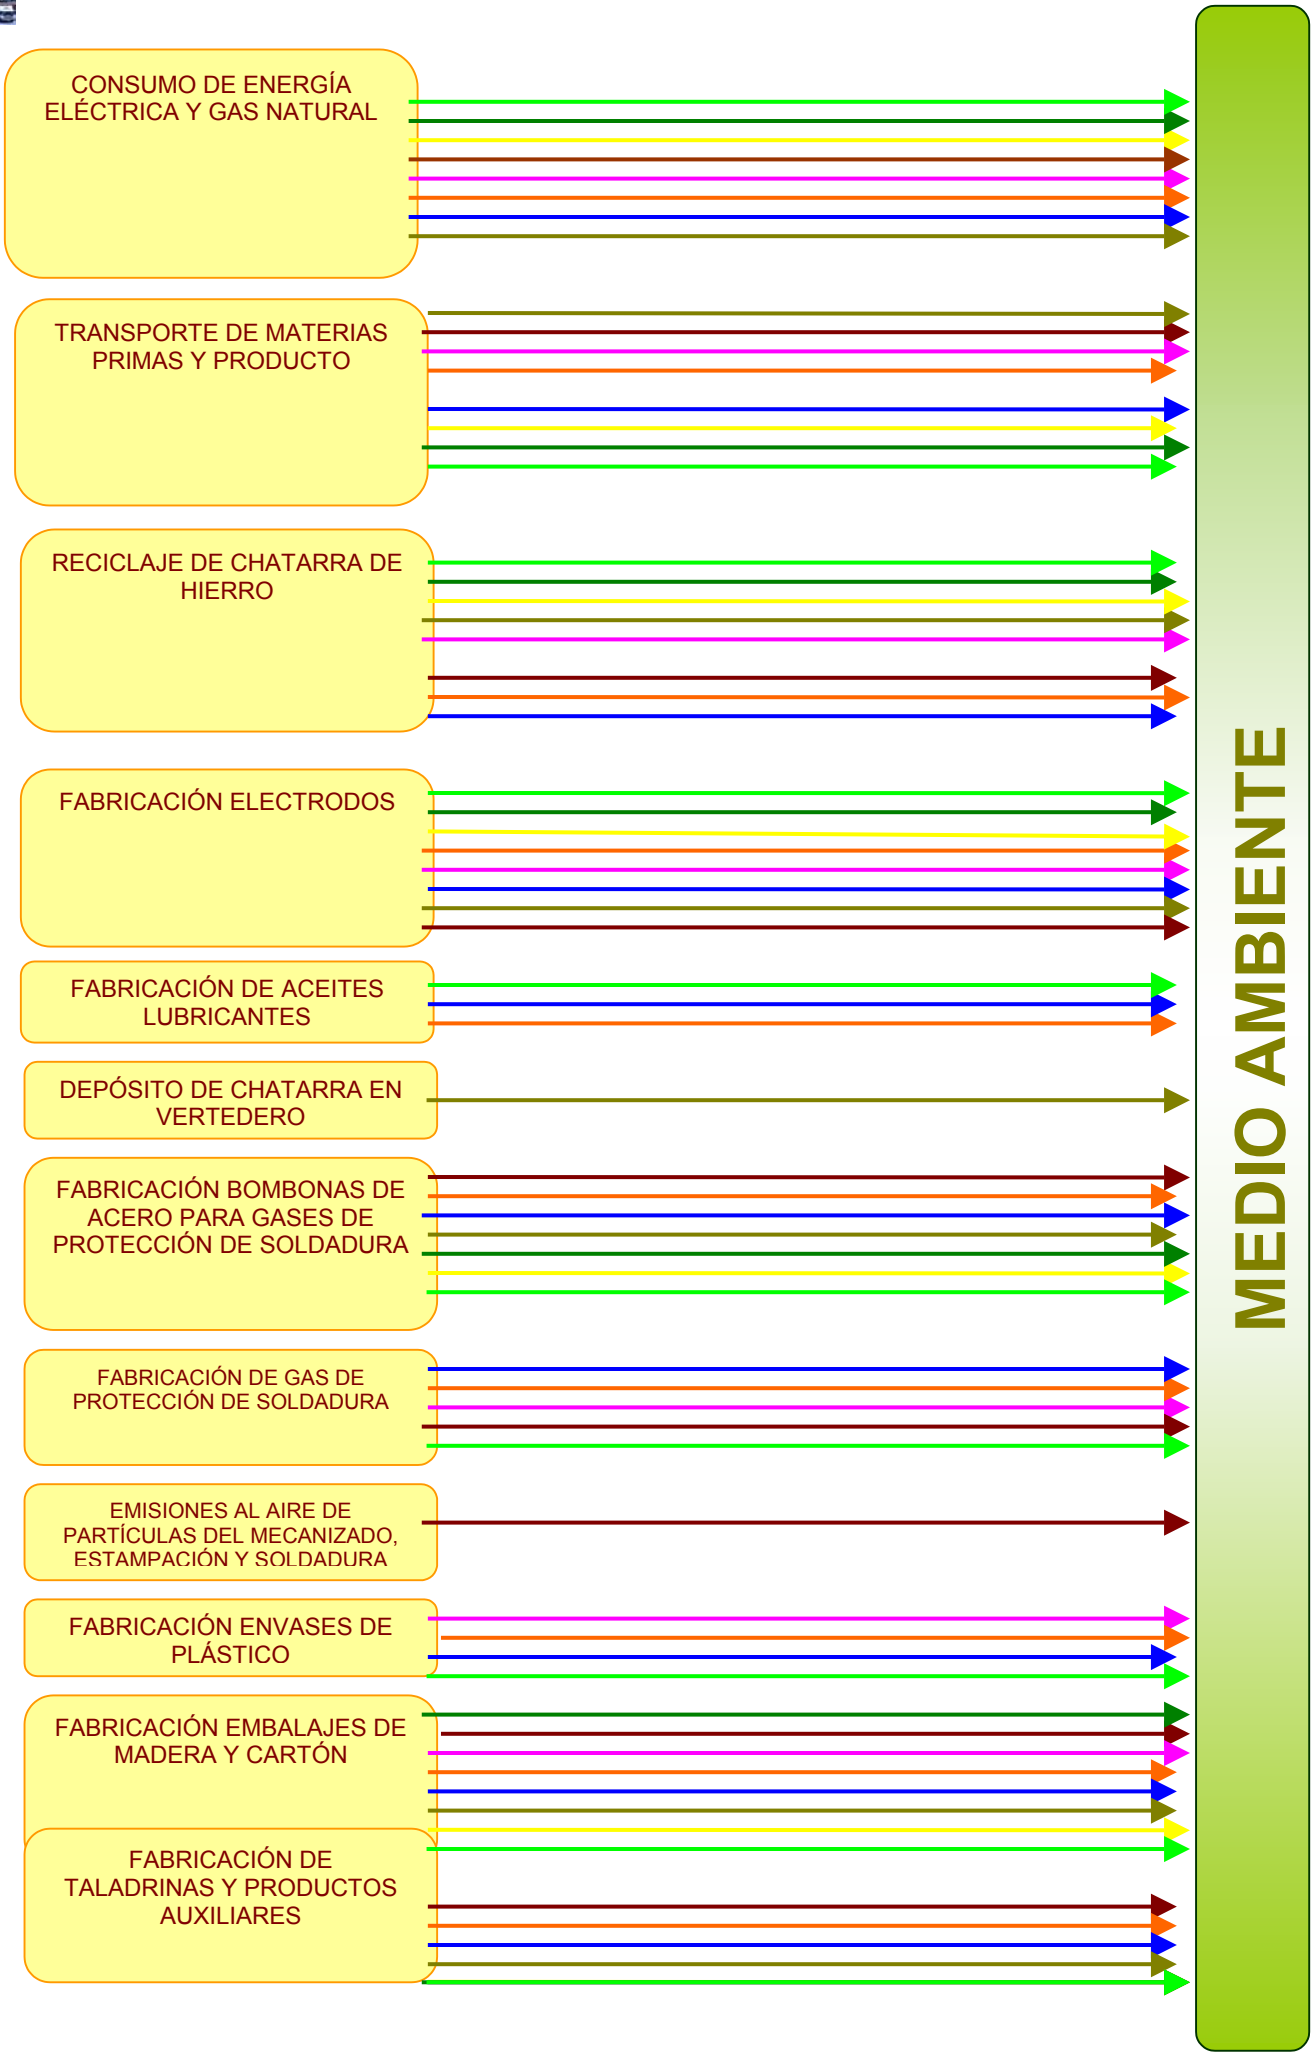 CONSUMO DE ENERGÍA
ELÉCTRICA Y GAS NATURAL
TRANSPORTE DE MATERIAS
PRIMAS Y PRODUCTO
RECICLAJE DE CHATARRA DE
HIERRO
FABRICACIÓN ELECTRODOS
FABRICACIÓN DE ACEITES
LUBRICANTES
DEPÓSITO DE CHATARRA EN
VERTEDERO
FABRICACIÓN BOMBONAS DE
ACERO PARA GASES DE
PROTECCIÓN DE SOLDADURA
FABRICACIÓN DE GAS DE
PROTECCIÓN DE SOLDADURA
EMISIONES AL AIRE DE
PARTÍCULAS DEL MECANIZADO,
ESTAMPACIÓN Y SOLDADURA
FABRICACIÓN ENVASES DE
PLÁSTICO
FABRICACIÓN EMBALAJES DE
MADERA Y CARTÓN
FABRICACIÓN DE
TALADRINAS Y PRODUCTOS
AUXILIARES
MEDIO AMBIENTE